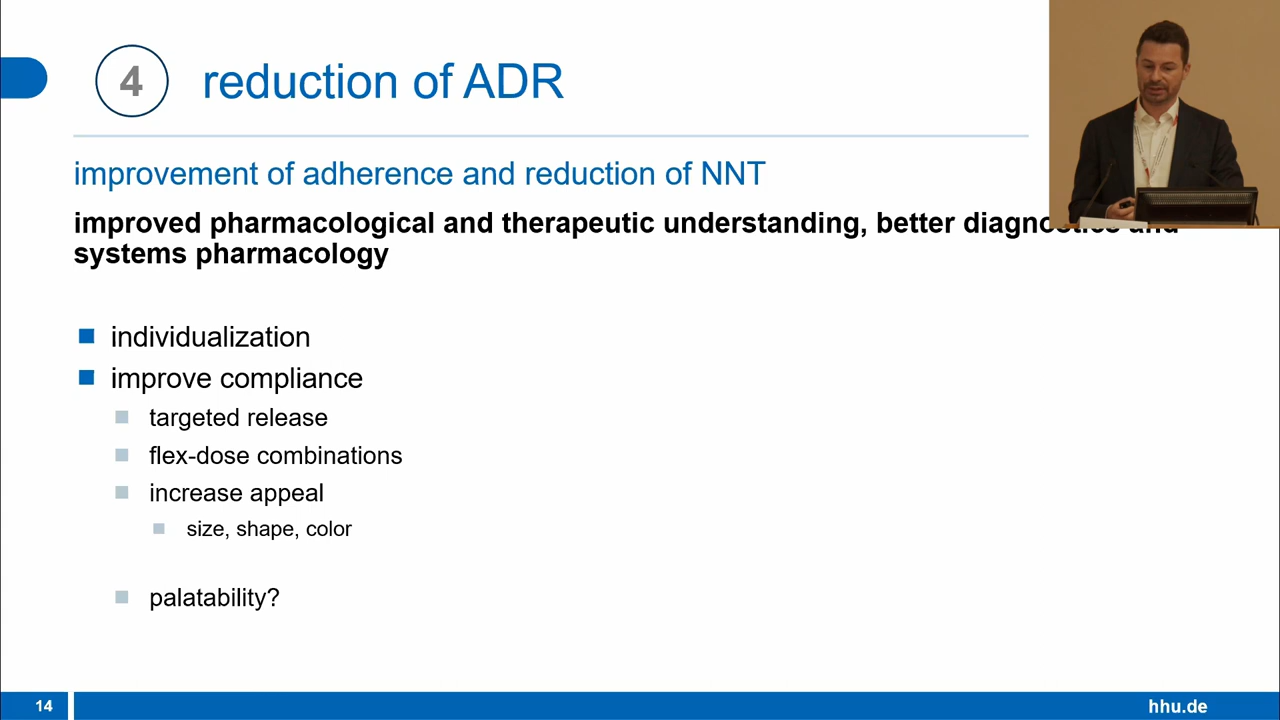 4
reduction of ADR
improvement of adherence and reduction of NNT
improved pharmacological and therapeutic understanding, better diagnostics and
systems pharmacology
individualization
improve compliance
targeted release
flex-dose combinations
increase appeal
size, shape, color
palatability?
14
hhu.de